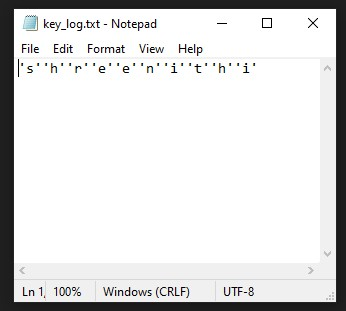 key_log.txt - Notepad
File Edit Format View Help
's''h''r''e''e''n''i''t''h''i'
Ln 1, 100% Windows (CRLF) UTF-8